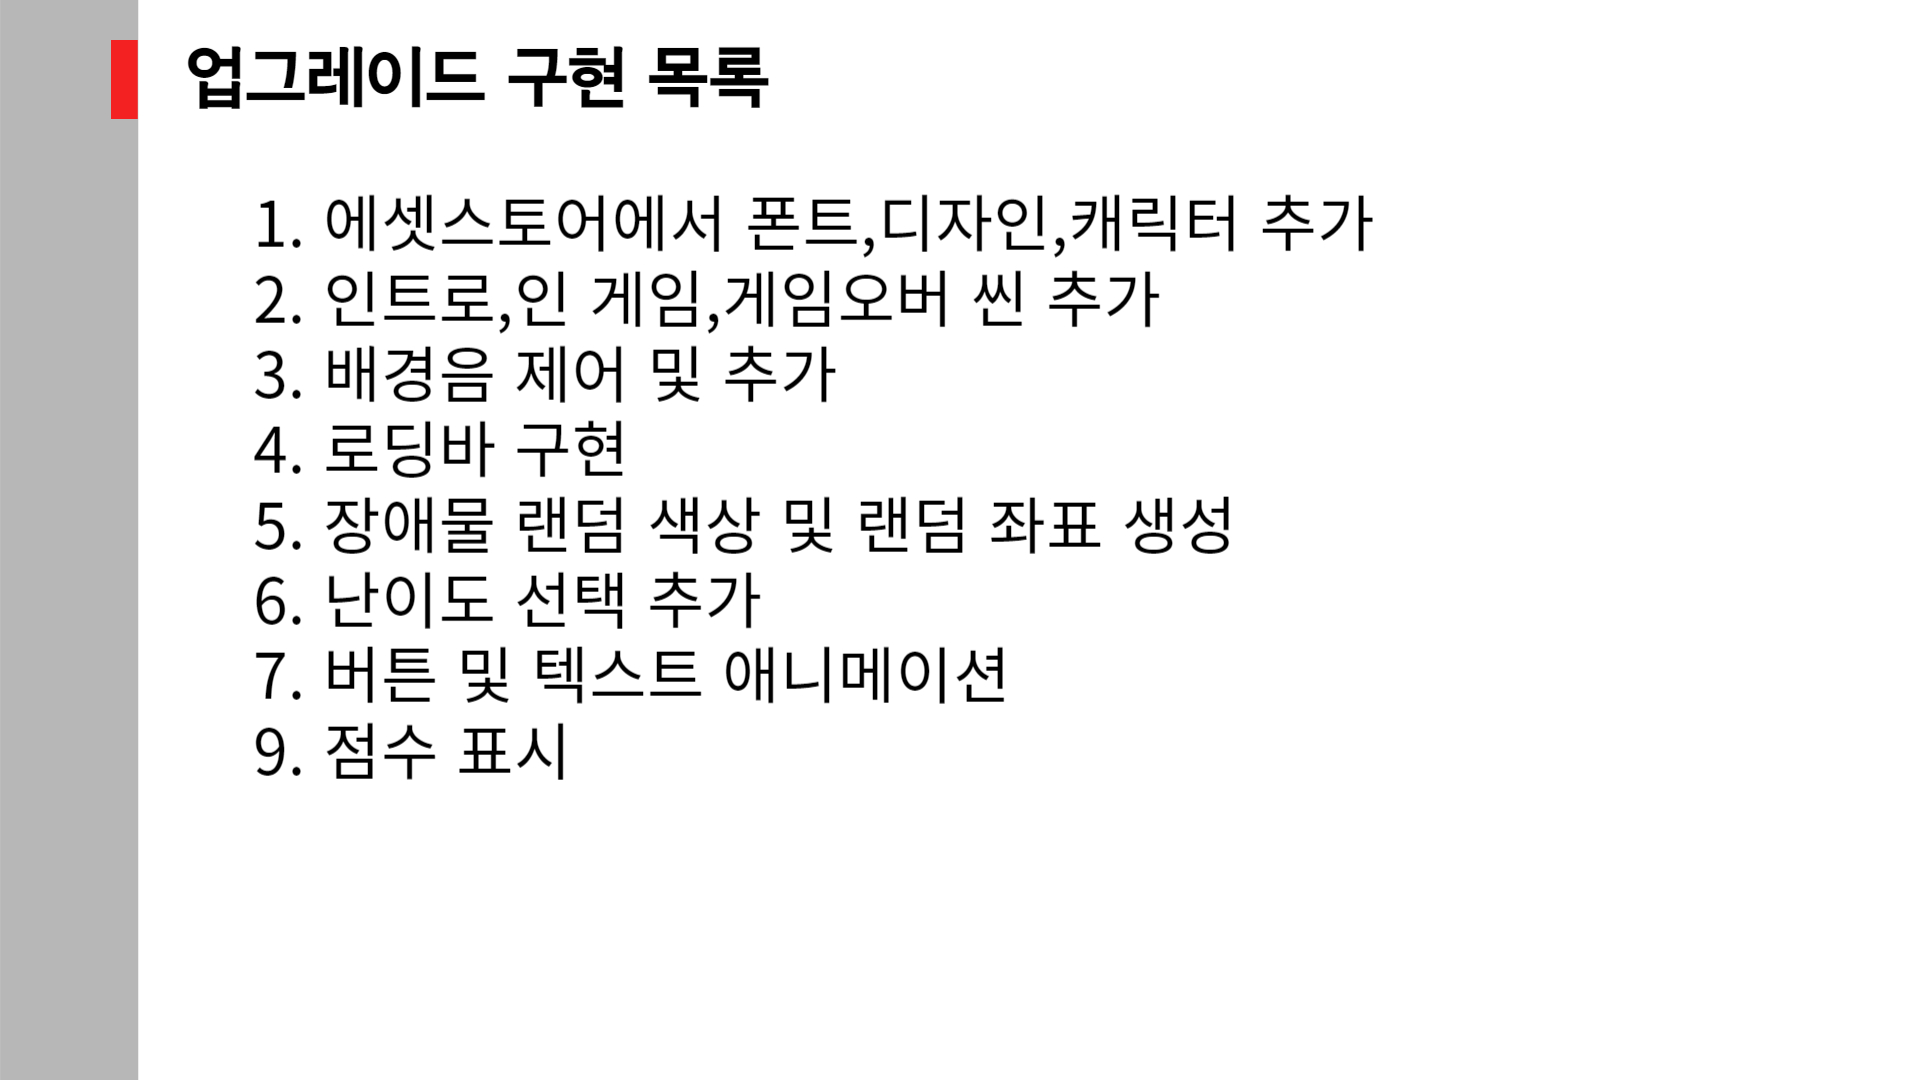 업그레이드 구현 목록
1. 에셋스토어에서 폰트,디자인,캐릭터 추가
2. 인트로,인 게임,게임오버 씬 추가
3. 배경음 제어 및 추가
4. 로딩바 구현
5. 장애물 랜덤 색상 및 랜덤 좌표 생성
6. 난이도 선택 추가
7. 버튼 및 텍스트 애니메이션
9. 점수 표시